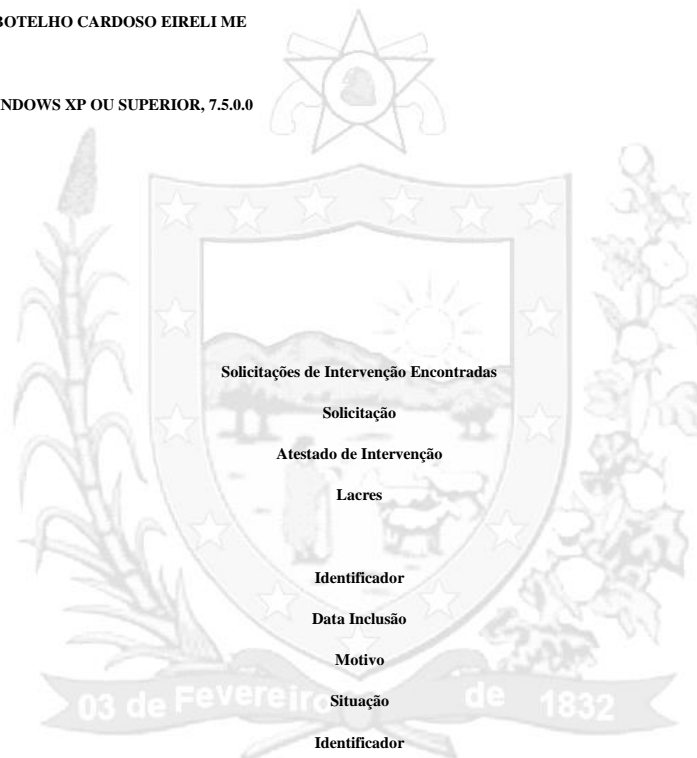 BOTELHO CARDOSO EIRELI ME
NDOWS XP OU SUPERIOR, 7.5.0.0
Solicitações de Intervenção Encontradas
Solicitação
Atestado de Intervenção
Lacres
Identificador
Data Inclusão
Motivo
03 de Fevereiro de 1832
Situação
Identificador